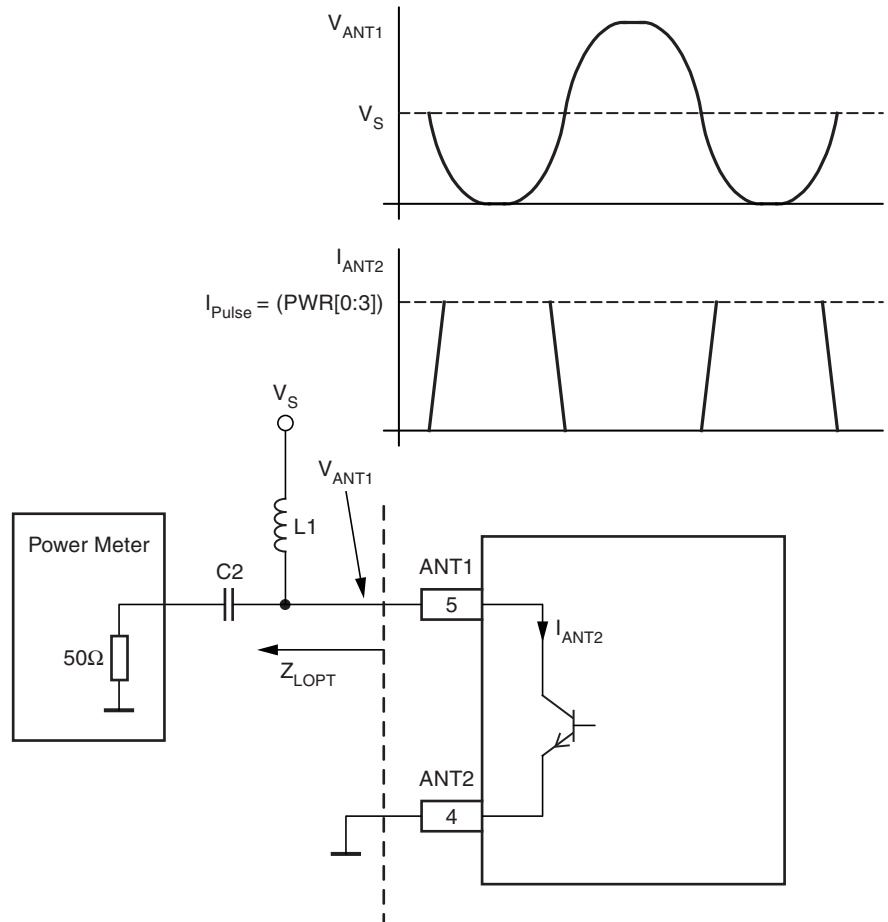 V_ANT1
V_S
I_ANT2
I_Pulse = (PWR[0:3])
V_S
V_ANT1
L1
Power Meter
C2
ANT1
5
I_ANT2
50Ω
Z_LOPT
ANT2
4